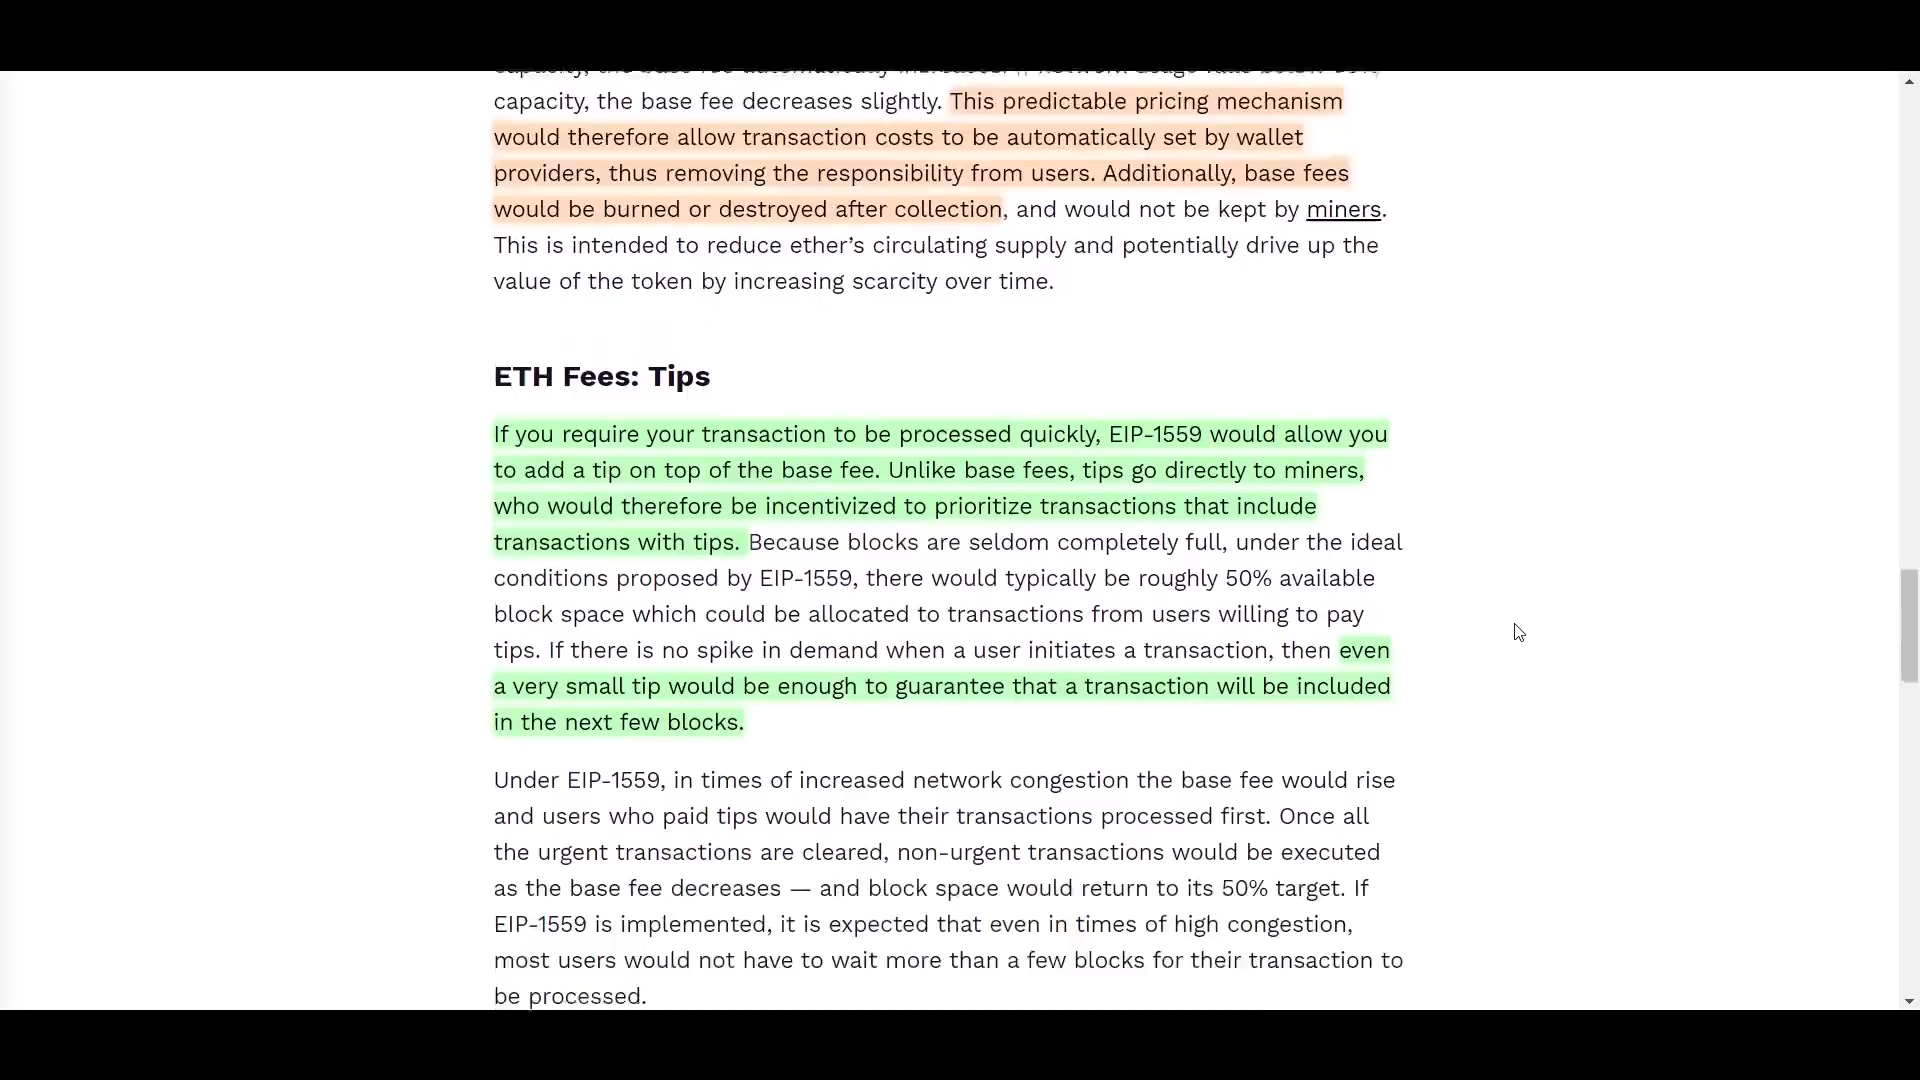 capacity, the base fee decreases slightly. This predictable pricing mechanism
would therefore allow transaction costs to be automatically set by wallet
providers, thus removing the responsibility from users. Additionally, base fees
would be burned or destroyed after collection, and would not be kept by miners.
This is intended to reduce ether’s circulating supply and potentially drive up the
value of the token by increasing scarcity over time.
ETH Fees: Tips
If you require your transaction to be processed quickly, EIP-1559 would allow you
to add a tip on top of the base fee. Unlike base fees, tips go directly to miners,
who would therefore be incentivized to prioritize transactions that include
transactions with tips. Because blocks are seldom completely full, under the ideal
conditions proposed by EIP-1559, there would typically be roughly 50% available
block space which could be allocated to transactions from users willing to pay
tips. If there is no spike in demand when a user initiates a transaction, then even
a very small tip would be enough to guarantee that a transaction will be included
in the next few blocks.
Under EIP-1559, in times of increased network congestion the base fee would rise
and users who paid tips would have their transactions processed first. Once all
the urgent transactions are cleared, non-urgent transactions would be executed
as the base fee decreases — and block space would return to its 50% target. If
EIP-1559 is implemented, it is expected that even in times of high congestion,
most users would not have to wait more than a few blocks for their transaction to
be processed.